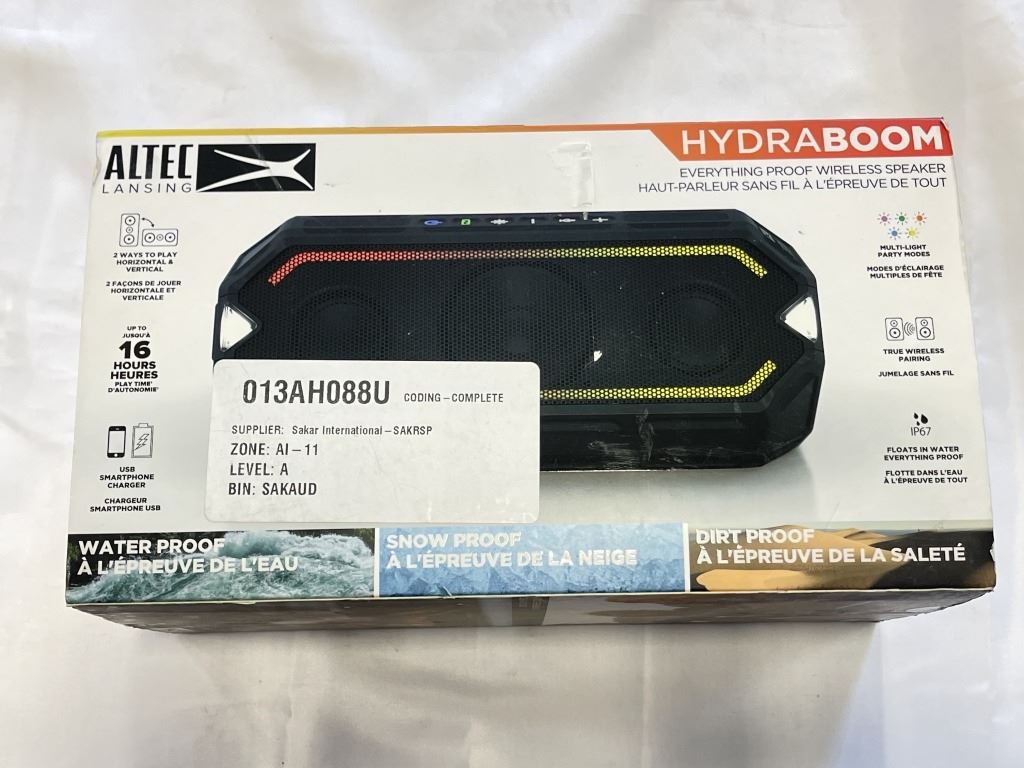 ALTEC
LANSING
HYDRABOOM
EVERYTHING PROOF WIRELESS SPEAKER
HAUT-PARLEUR SANS FIL À L'ÉPREUVE DE TOUT
2 WAYS TO PLAY
HORIZONTAL &
VERTICAL
2 FAÇONS DE JOUER
HORIZONTALE ET
VERTICALE
UP TO
JUSQU'À
16
HOURS
HEURES
PLAY TIME*
D'AUTONOMIE*
USB
SMARTPHONE
CHARGER
CHARGEUR
SMARTPHONE USB
MULTI-LIGHT
PARTY MODES
MODES D'ÉCLAIRAGE
MULTIPLES DE FÊTE
TRUE WIRELESS
PAIRING
JUMELAGE SANS FIL
IP67
FLOATS IN WATER
EVERYTHING PROOF
FLOTTE DANS L'EAU
À L'ÉPREUVE DE TOUT
013AH088U CODING-COMPLETE
SUPPLIER: Sakar International-SAKRSP
ZONE: AI-11
LEVEL: A
BIN: SAKAUD
WATER PROOF
À L'ÉPREUVE DE L'EAU
SNOW PROOF
À L'ÉPREUVE DE LA NEIGE
DIRT PROOF
À L'ÉPREUVE DE LA SALETÉ